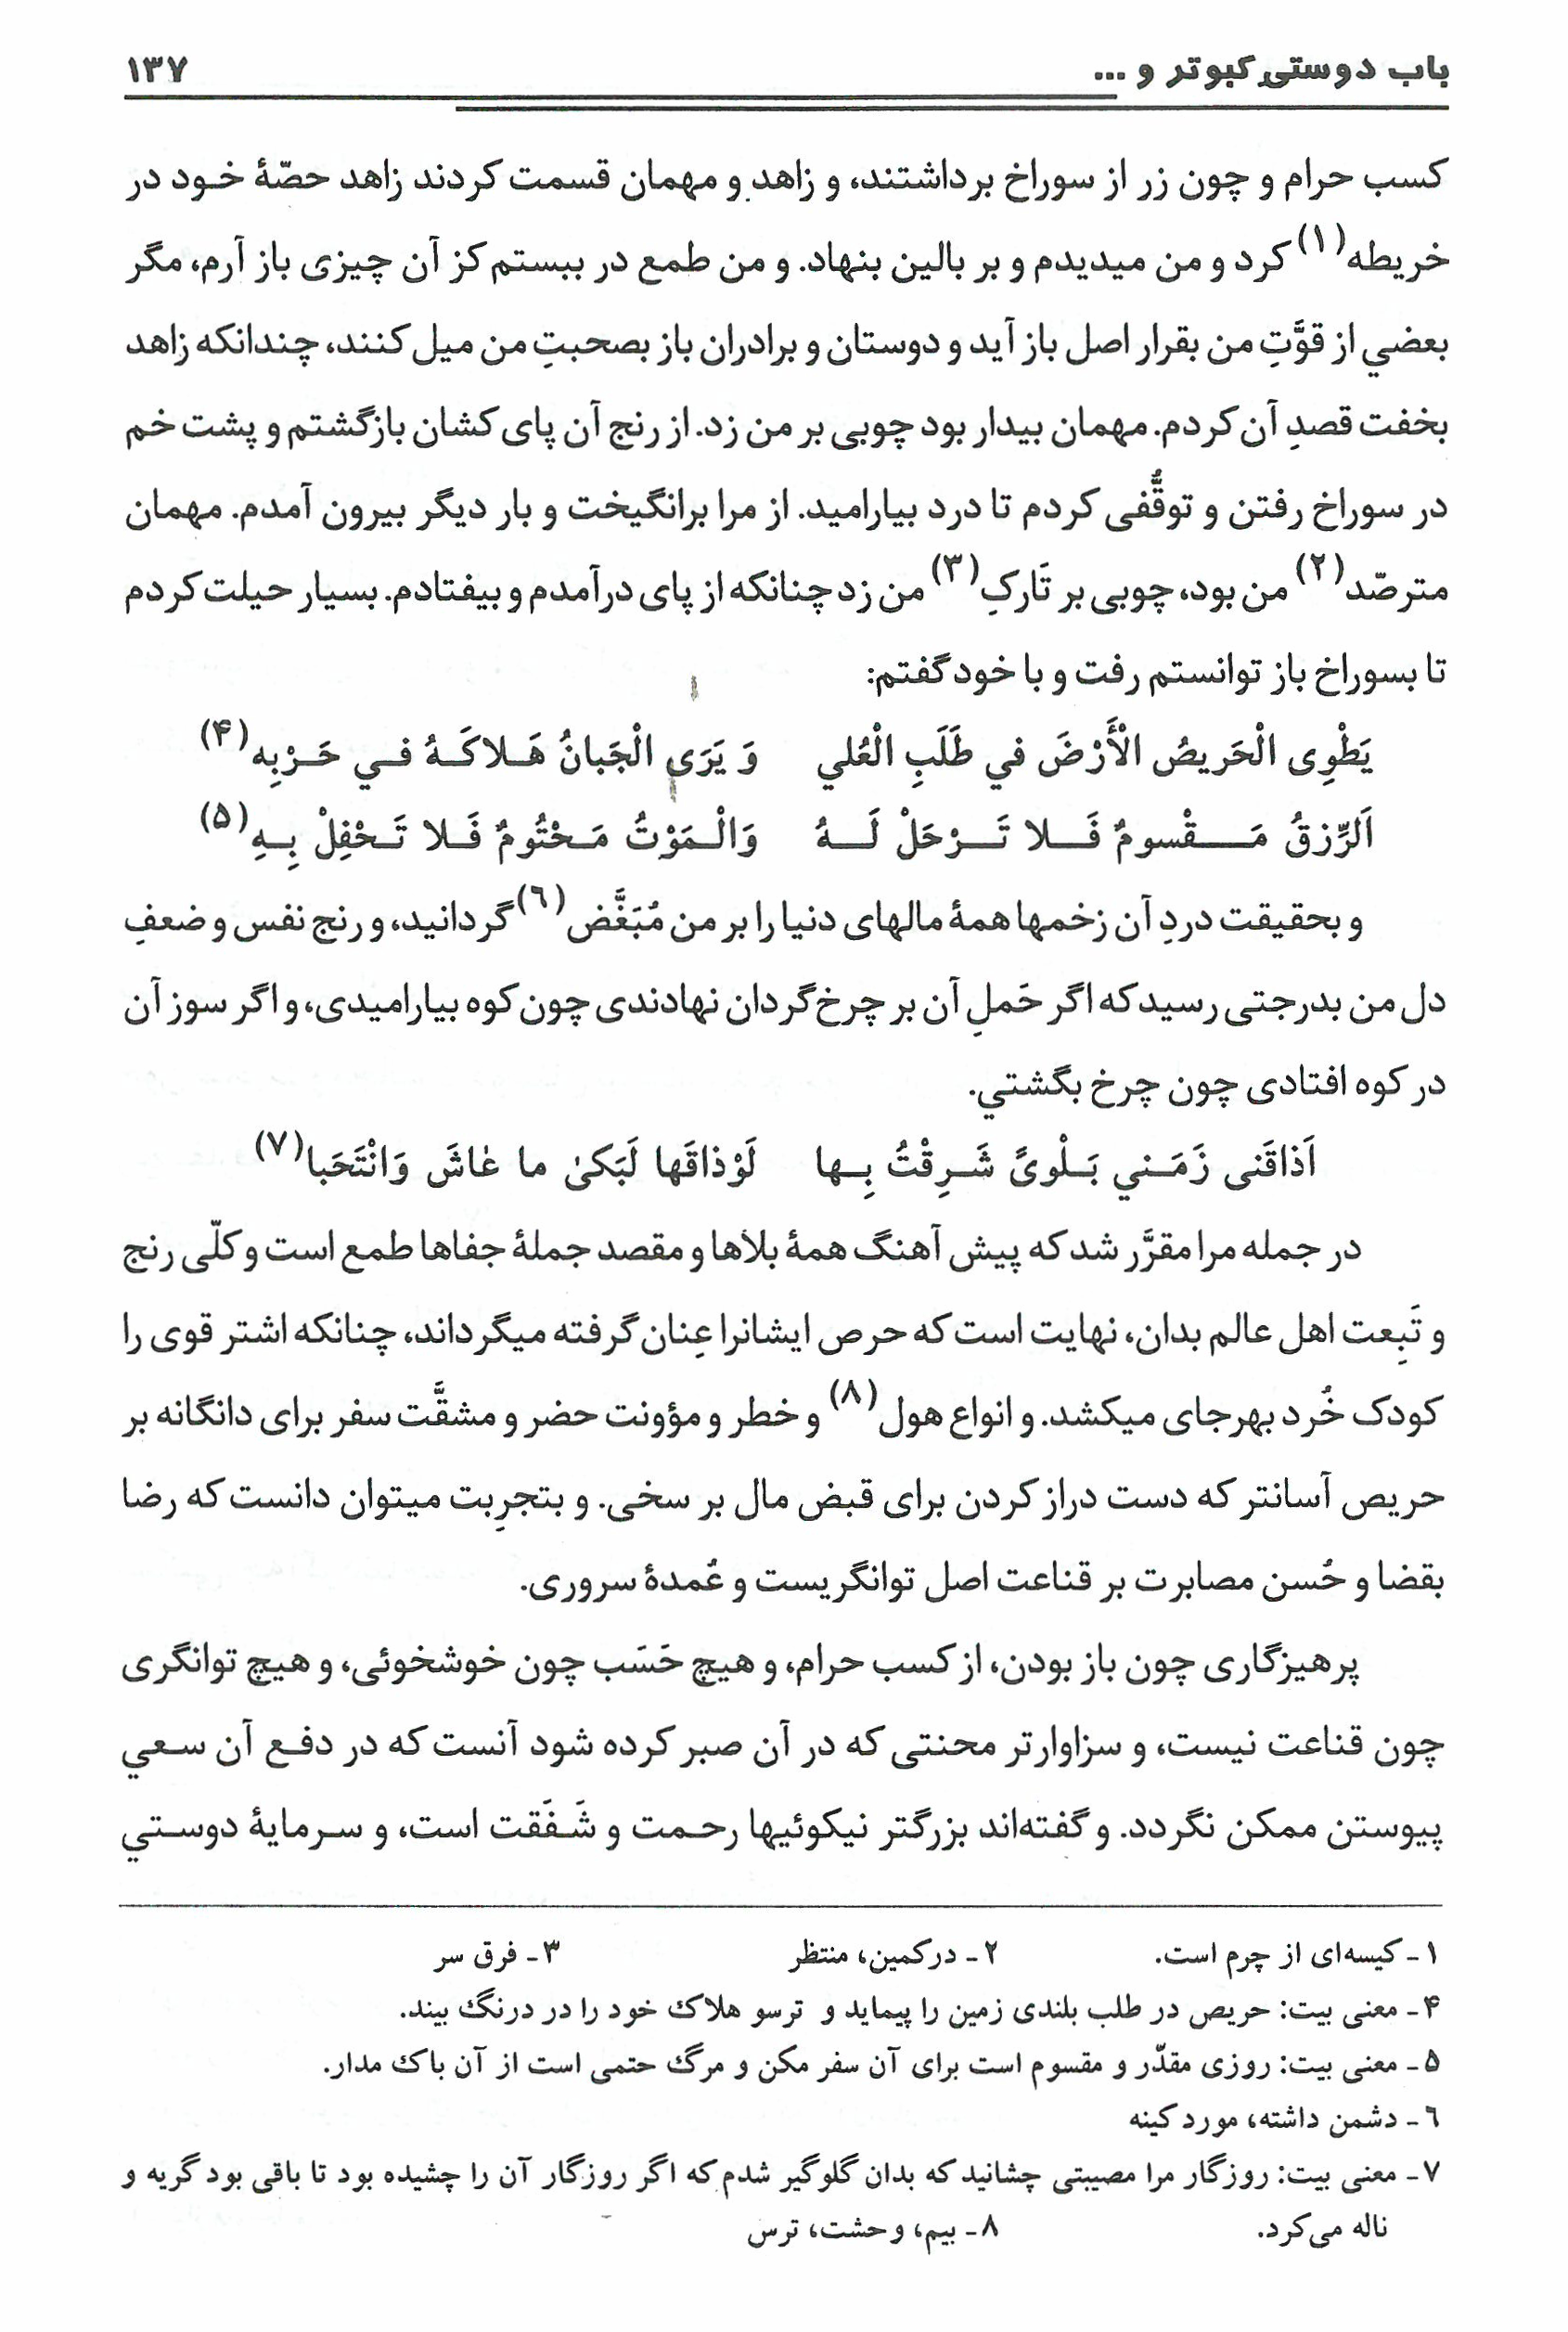 باب دوستیِ کبوتر و ...
۱۳۷
کسب حرام و چون زر از سوراخ برداشتند، و زاهد و مهمان قسمت کردند زاهد حصّهٔ خود در
خریطه(۱) کرد و من میدیدم و بر بالین بنهاد. و من طمع در ببستم کز آن چیزی باز آرم، مگر
بعضي از قوَّتِ من بقرار اصل باز آید و دوستان و برادران باز بصحبتِ من میل کنند، چندانکه زاهد
بخفت قصدِ آن کردم. مهمان بیدار بود چوبی بر من زد. از رنج آن پای کشان بازگشتم و پشت خم
در سوراخ رفتن و توقُّفی کردم تا درد بیارامید. از مرا برانگیخت و بار دیگر بیرون آمدم. مهمان
مترصّد(۲) من بود، چوبی بر تَارکِ(۳) من زد چنانکه از پای درآمدم و بیفتادم. بسیار حیلت کردم
تا بسوراخ باز توانستم رفت و با خود گفتم:
یَطْوِی الْحَریصُ الْأَرْضَ في طَلَبِ الْعُلي وَ یَرَی الْجَبانُ هَلاکَهُ في حَرْبِه(۴)
اَلرِّزقُ مَقْسومٌ فَلا تَرْحَلْ لَهُ وَالْمَوْتُ مَحْتُومٌ فَلا تَحْفِلْ بِهِ(۵)
و بحقیقت دردِ آن زخمها همهٔ مالهای دنیا را بر من مُبَغَّض(٦) گردانید، و رنج نفس و ضعفِ
دل من بدرجتی رسید که اگر حَملِ آن بر چرخ گردان نهادندی چون کوه بیارامیدی، و اگر سوز آن
در کوه افتادی چون چرخ بگشتي.
اَذاقَنی زَمَني بَلْویً شَرِقْتُ بِها لَوْ ذاقَها لَبَکیٰ ما عٰاشَ وَانْتَحَبا(۷)
در جمله مرا مقرَّر شد که پیش آهنگ همهٔ بلاها و مقصد جملهٔ جفاها طمع است و کلّی رنج
و تَبِعت اهل عالم بدان، نهایت است که حرص ایشانرا عِنان گرفته میگرداند، چنانکه اشتر قوی را
کودک خُرد بهرجای میکشد. و انواع هول(۸) و خطر و مؤونت حضر و مشقَّت سفر برای دانگانه بر
حریص آسانتر که دست دراز کردن برای قبض مال بر سخی. و بتجرِبت میتوان دانست که رضا
بقضا و حُسن مصابرت بر قناعت اصل توانگریست و عُمدهٔ سروری.
پرهیزگاری چون باز بودن، از کسب حرام، و هیچ حَسَب چون خوشخوئی، و هیچ توانگری
چون قناعت نیست، و سزاوارتر محنتی که در آن صبر کرده شود آنست که در دفع آن سعي
پیوستن ممکن نگردد. و گفته‌اند بزرگتر نیکوئیها رحمت و شَفَقت است، و سرمایهٔ دوستي
۱ـ کیسه‌ای از چرم است.
۲ـ درکمین، منتظر
۳ـ فرق سر
۴ـ معنی بیت: حریص در طلب بلندی زمین را پیماید و ترسو هلاک خود را در درنگ بیند.
۵ـ معنی بیت: روزی مقدّر و مقسوم است برای آن سفر مکن و مرگ حتمی است از آن باک مدار.
٦ـ دشمن داشته، مورد کینه
۷ـ معنی بیت: روزگار مرا مصیبتی چشانید که بدان گلوگیر شدم که اگر روزگار آن را چشیده بود تا باقی بود گریه و
ناله می‌کرد.
۸ـ بیم، وحشت، ترس